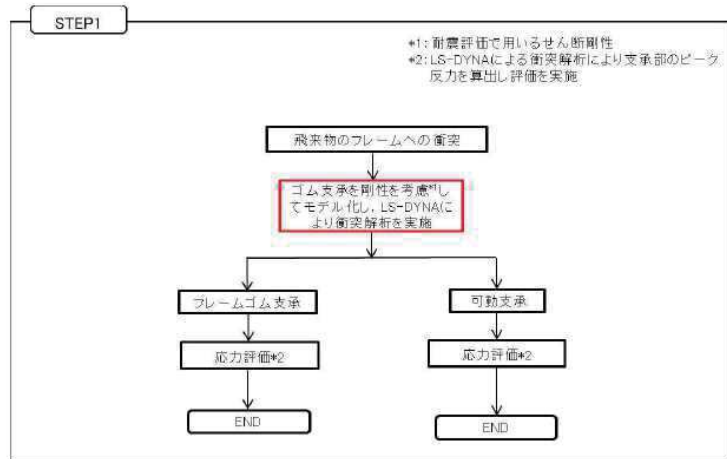 STEP1
*1:耐震評価で用いるせん断剛性
*2:LS-DYNAによる衝突解析により支承部のピーク
反力を算出し評価を実施
飛来物のフレームへの衝突
ゴム支承を剛性を考慮*1し
てモデル化し，LS-DYNAに
より衝突解析を実施
フレームゴム支承
可動支承
応力評価*2
応力評価*2
END
END